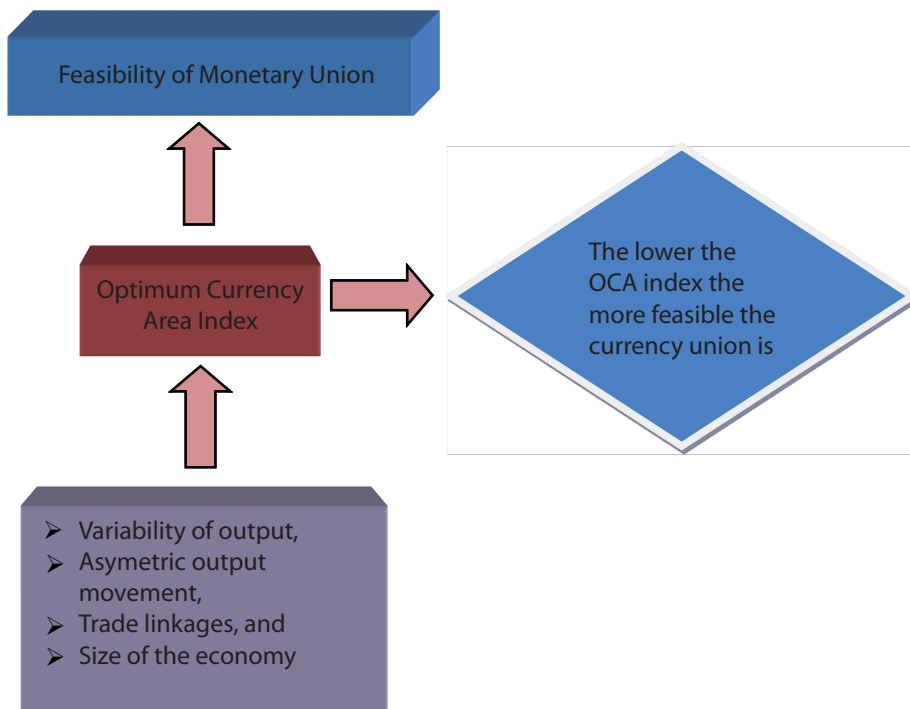 Feasibility of Monetary Union
Optimum Currency
Area Index
The lower the
OCA index the
more feasible the
currency union is
➢ Variability of output,
➢ Asymetric output
movement,
➢ Trade linkages, and
➢ Size of the economy